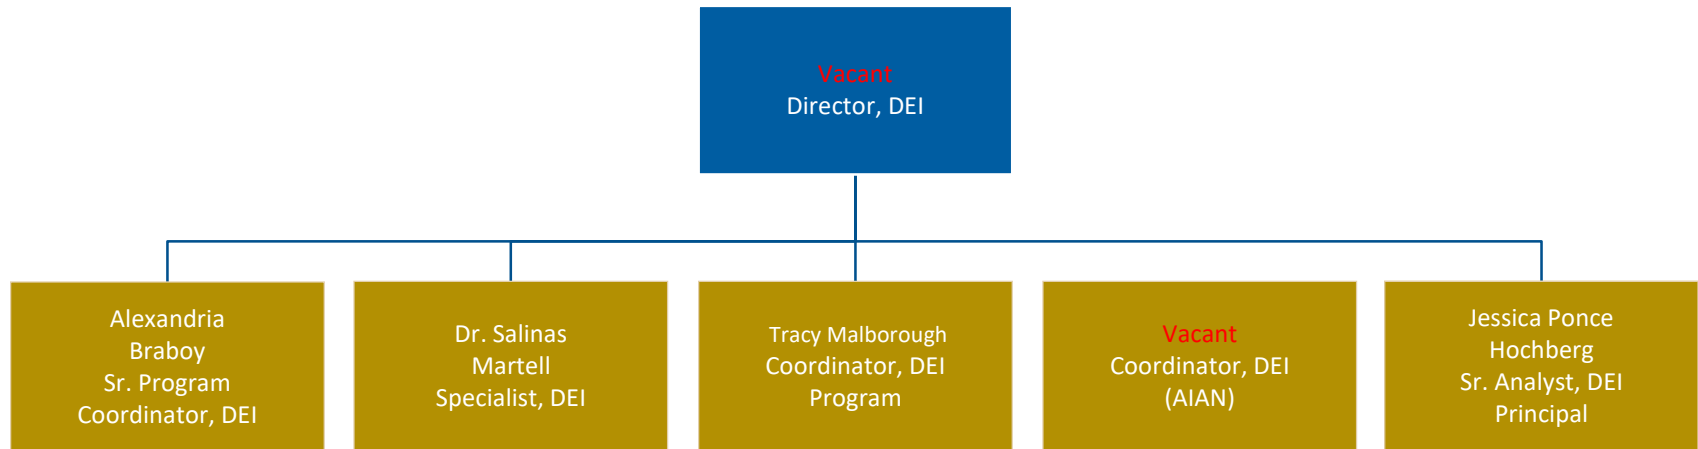 Vacant
Director, DEI
Alexandria
Braboy
Sr. Program
Coordinator, DEI
Dr. Salinas
Martell
Specialist, DEI
Tracy Malborough
Coordinator, DEI
Program
Vacant
Coordinator, DEI
(AIAN)
Jessica Ponce
Hochberg
Sr. Analyst, DEI
Principal